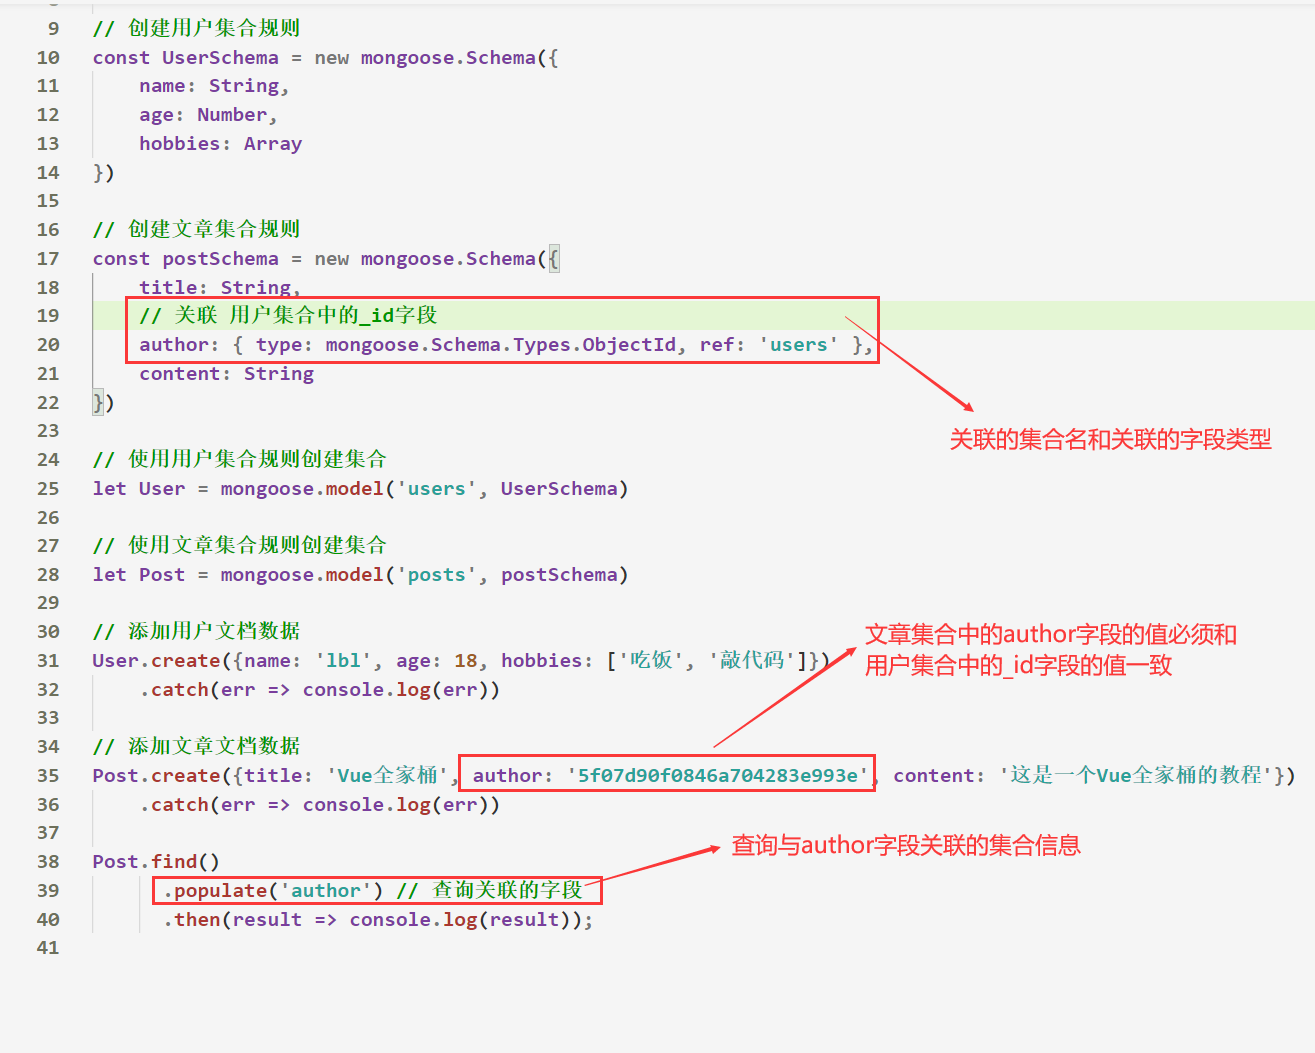 9 // 创建用户集合规则
10 const UserSchema = new mongoose.Schema({
11 name: String,
12 age: Number,
13 hobbies: Array
14 })
15
16 // 创建文章集合规则
17 const postSchema = new mongoose.Schema({
18 title: String,
19 // 关联 用户集合中的_id字段
20 author: { type: mongoose.Schema.Types.ObjectId, ref: 'users' },
21 content: String
22 })
23
关联的集合名和关联的字段类型
24 // 使用用户集合规则创建集合
25 let User = mongoose.model('users', UserSchema)
26
27 // 使用文章集合规则创建集合
28 let Post = mongoose.model('posts', postSchema)
29
30 // 添加用户文档数据
31 User.create({name: 'lbl', age: 18, hobbies: ['吃饭', '敲代码']})
32 .catch(err => console.log(err))
文章集合中的author字段的值必须和
用户集合中的_id字段的值一致
33
34 // 添加文章文档数据
35 Post.create({title: 'Vue全家桶', author: '5f07d90f0846a704283e993e', content: '这是一个Vue全家桶的教程'})
36 .catch(err => console.log(err))
37
查询与author字段关联的集合信息
38 Post.find()
39 .populate('author') // 查询关联的字段
40 .then(result => console.log(result));
41